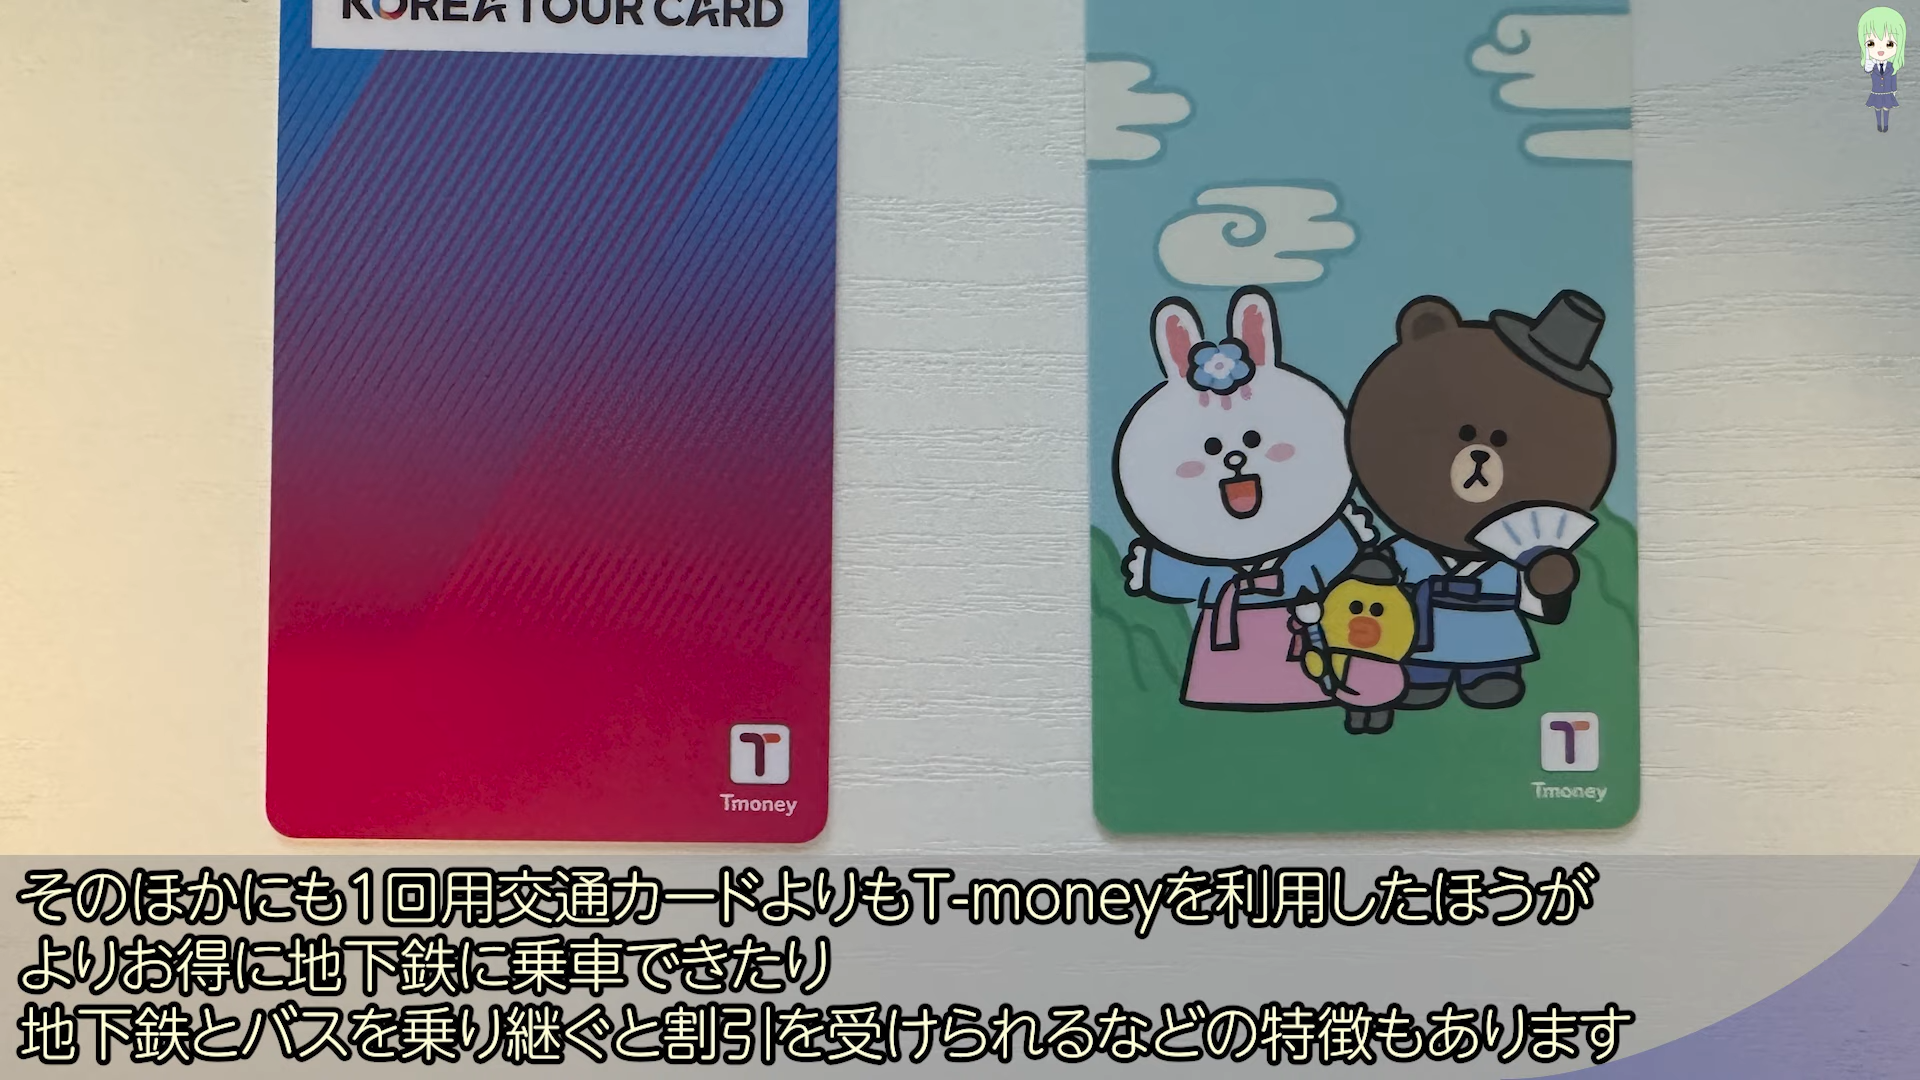 KOREA TOUR CARD
Tmoney
Tmoney
そのほかにも1回用交通カードよりもT-moneyを利用したほうが
よりお得に地下鉄に乗車できたり
地下鉄とバスを乗り継ぐと割引を受けられるなどの特徴もあります